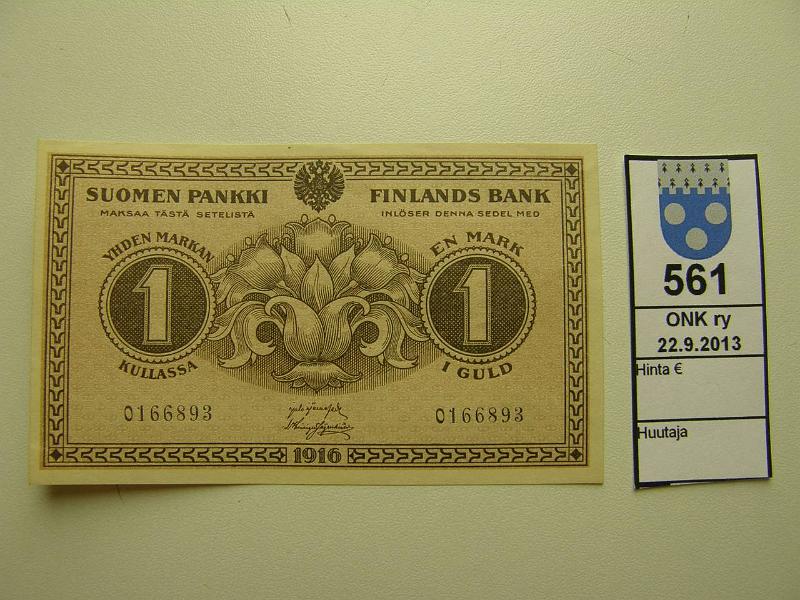 SUOMEN PANKKI
MAKSAA TÄSTÄ SETELISTÄ
YHDEN MARKAN
1
KULLASSA
0166893
FINLANDS BANK
INLÖSER DENNA SEDEL MED
EN MARK
1
I GULD
0166893
1916
561
ONK ry
22.9.2013
Hinta €
Huutaja